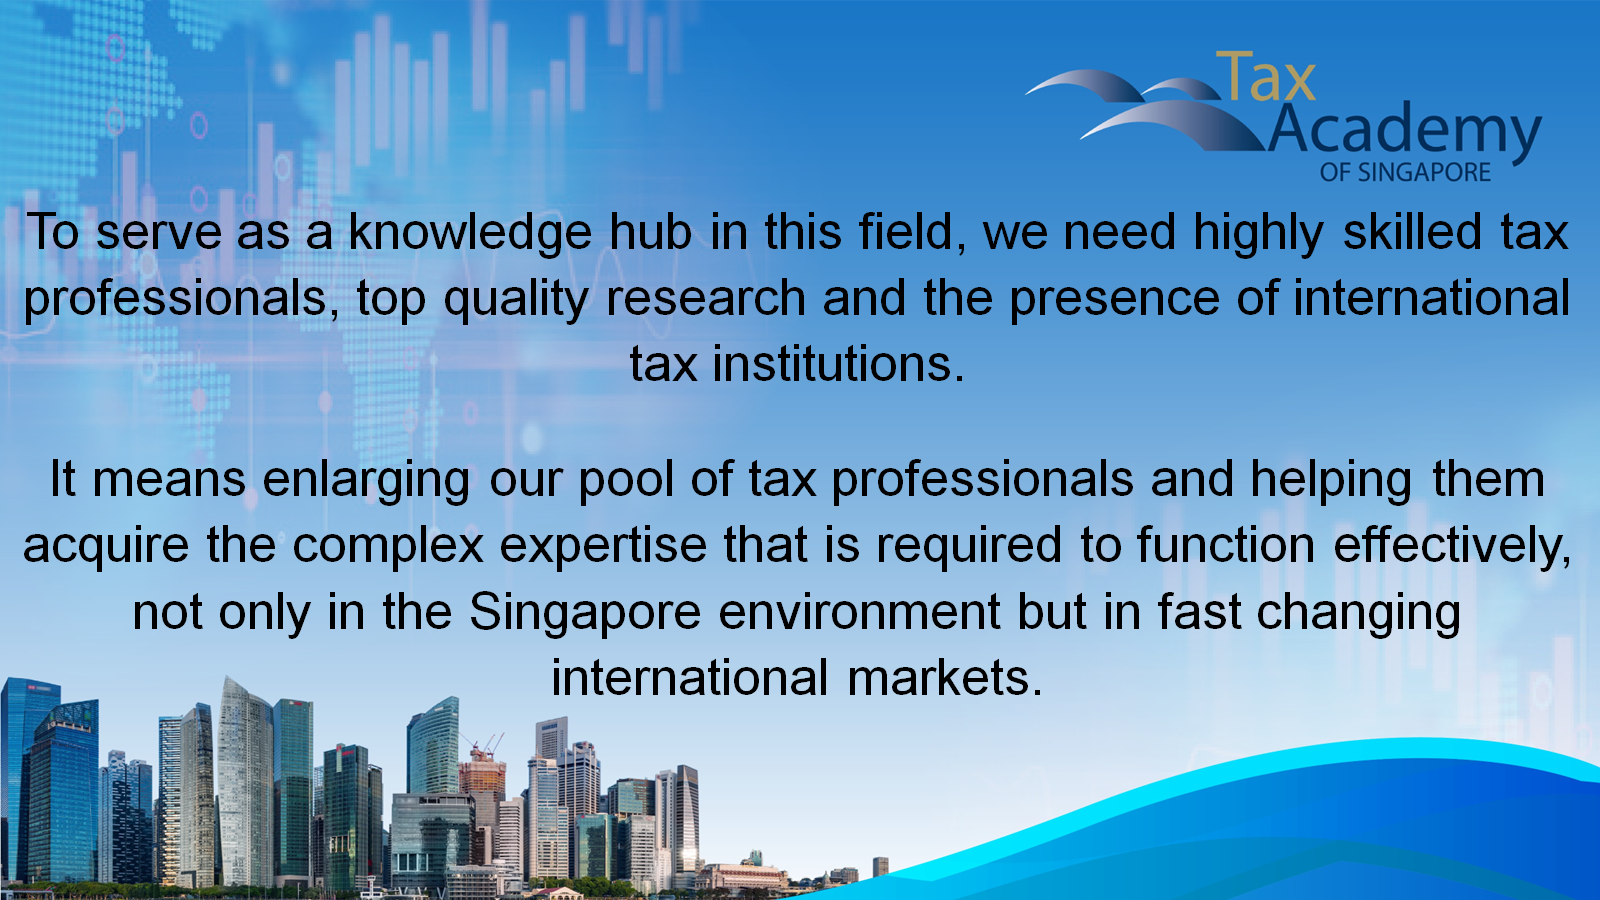 Tax
Academy
OF SINGAPORE
To serve as a knowledge hub in this field, we need highly skilled tax
professionals, top quality research and the presence of international
tax institutions.
It means enlarging our pool of tax professionals and helping them
acquire the complex expertise that is required to function effectively,
not only in the Singapore environment but in fast changing
international markets.